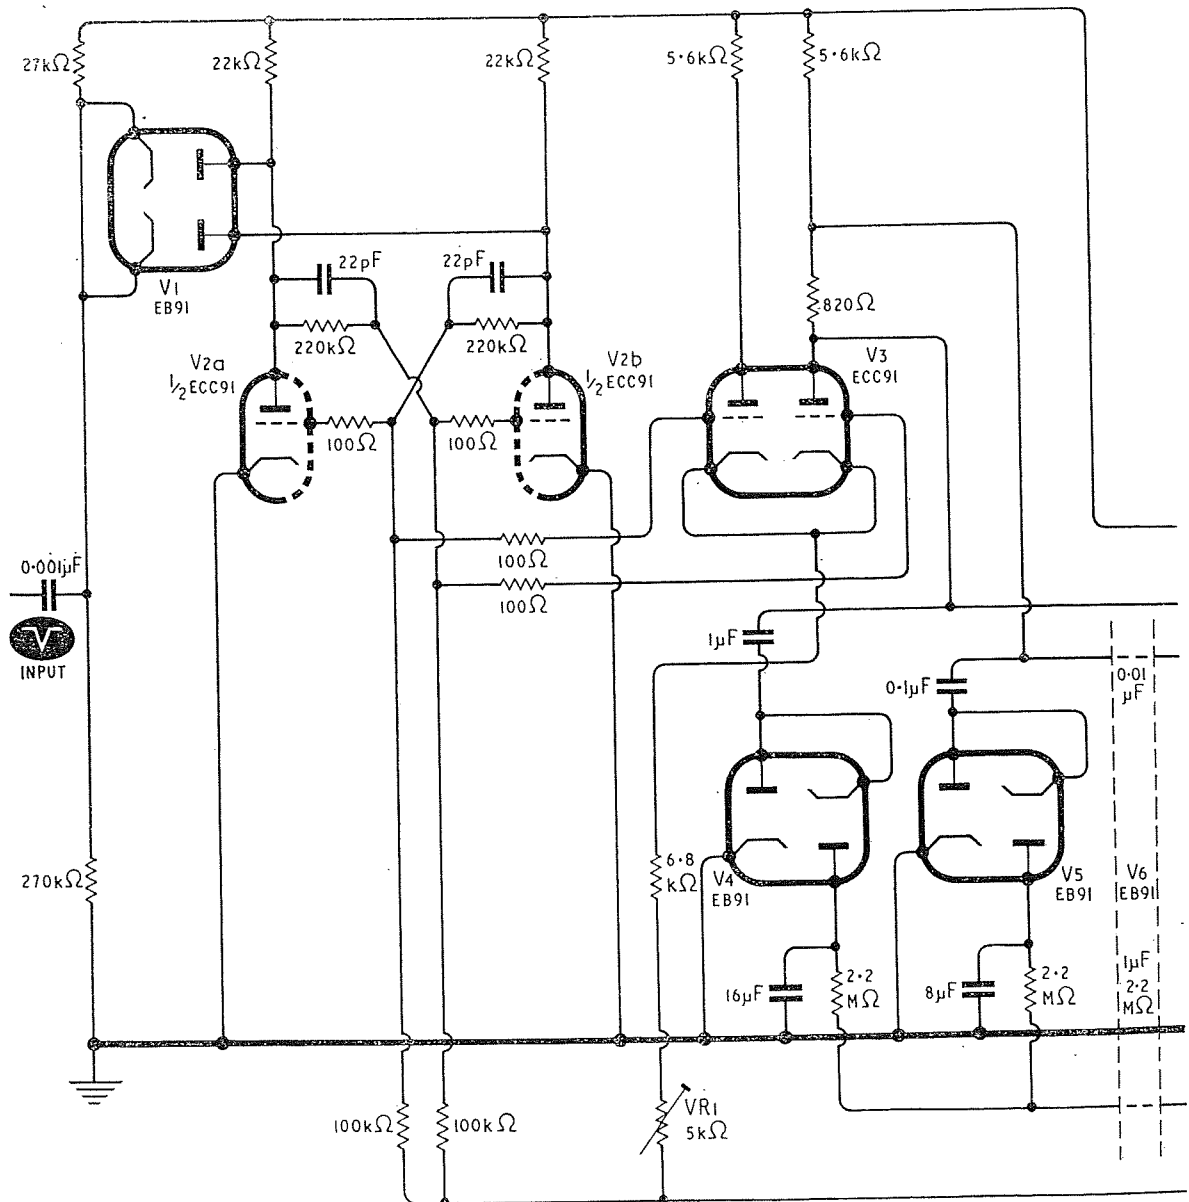 27kΩ
22kΩ
22kΩ
5·6kΩ
5·6kΩ
V1
EB91
22pF
22pF
820Ω
220kΩ
220kΩ
V2a
½ECC91
V2b
½ECC91
V3
ECC91
100Ω
100Ω
100Ω
100Ω
0·001µF
INPUT
1µF
0·1µF
0·01
µF
270kΩ
6·8
kΩ
V4
EB91
V5
EB91
V6
EB91
16µF
2·2
MΩ
8µF
2·2
MΩ
1µF
2·2
MΩ
100kΩ
100kΩ
VR1
5kΩ